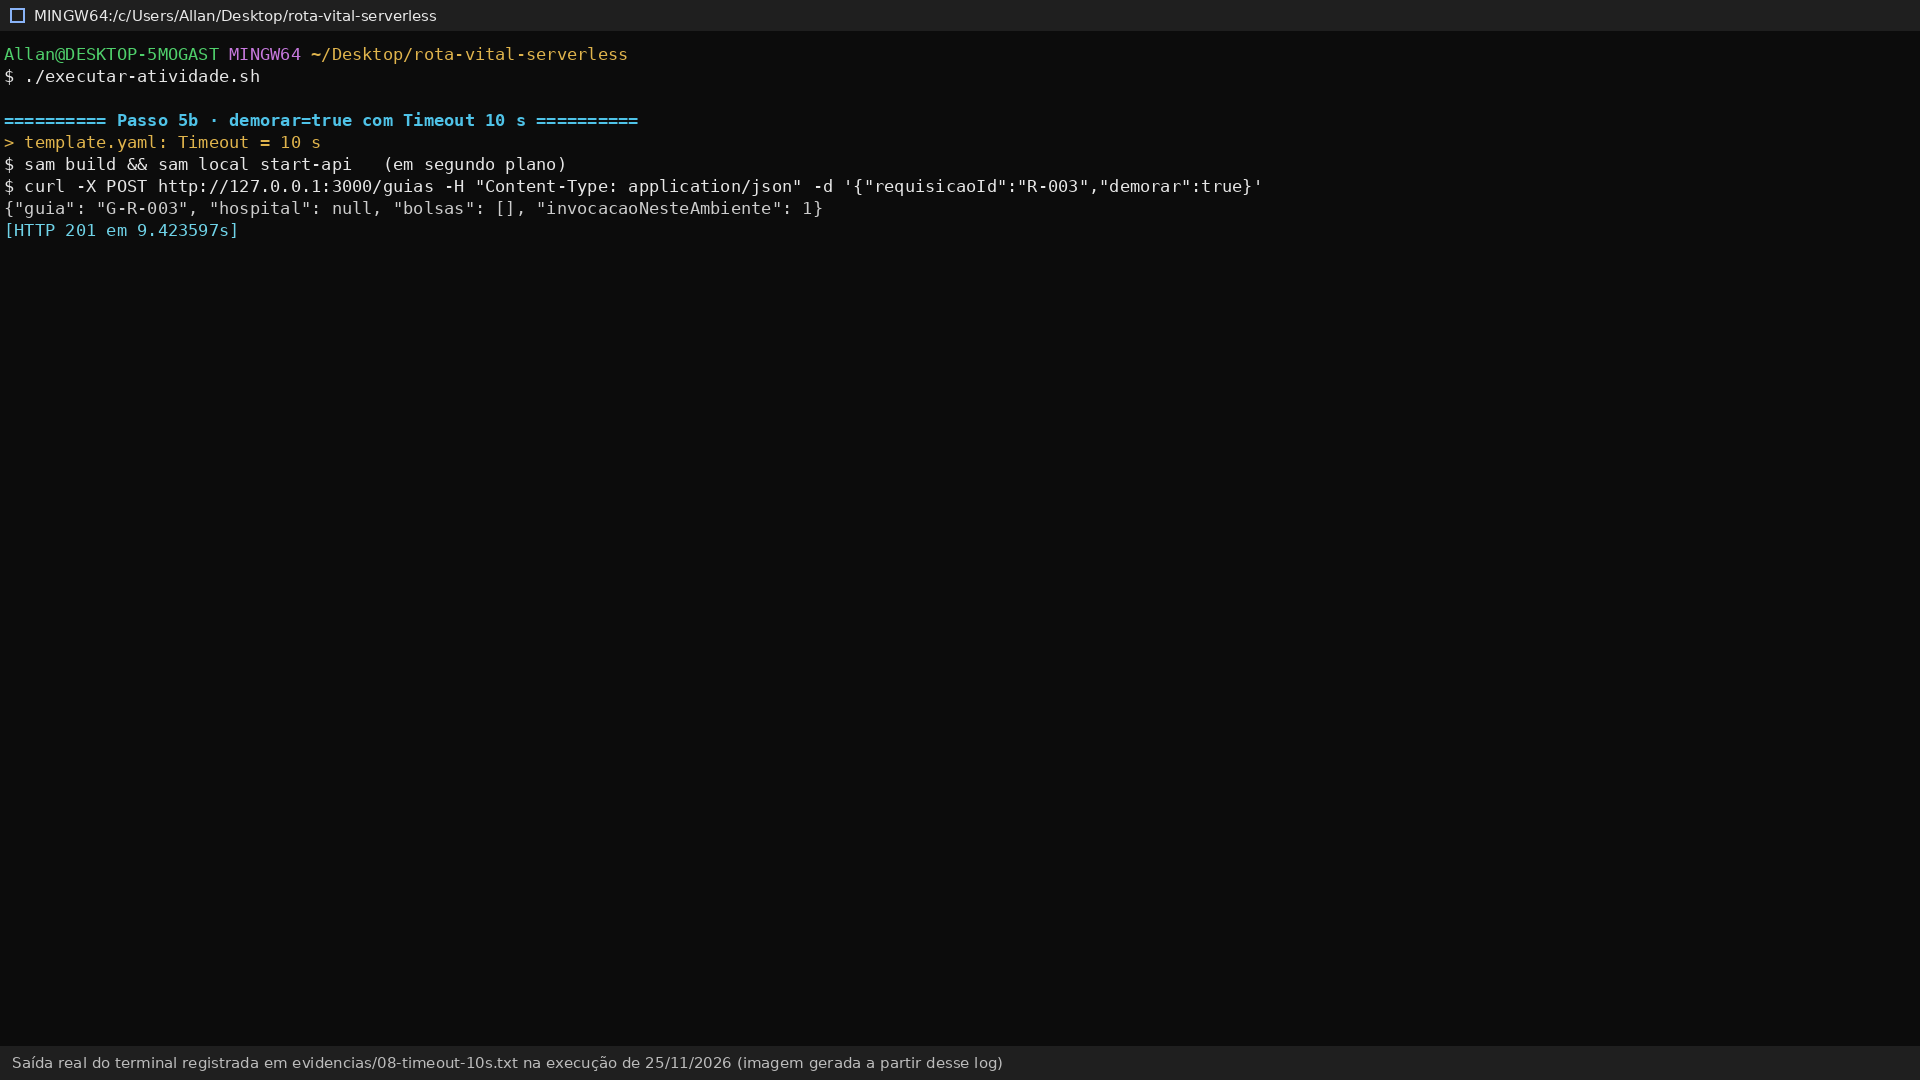 MINGW64:/c/Users/Allan/Desktop/rota-vital-serverless
Allan@DESKTOP-5MOGAST MINGW64 ~/Desktop/rota-vital-serverless
$ ./executar-atividade.sh
========== Passo 5b · demorar=true com Timeout 10 s ==========
> template.yaml: Timeout = 10 s
$ sam build && sam local start-api   (em segundo plano)
$ curl -X POST http://127.0.0.1:3000/guias -H "Content-Type: application/json" -d '{"requisicaoId":"R-003","demorar":true}'
{"guia": "G-R-003", "hospital": null, "bolsas": [], "invocacaoNesteAmbiente": 1}
[HTTP 201 em 9.423597s]
Saída real do terminal registrada em evidencias/08-timeout-10s.txt na execução de 25/11/2026 (imagem gerada a partir desse log)